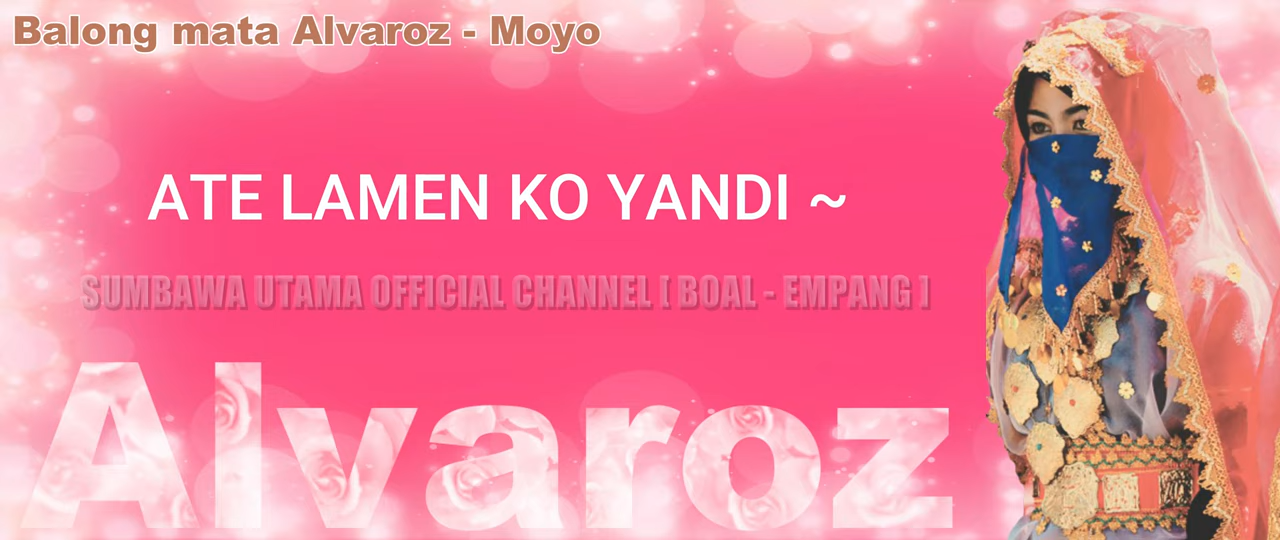 Balong mata Alvaroz - Moyo
ATE LAMEN KO YANDI ~
SUMBAWA UTAMA OFFICIAL CHANNEL [ BOAL - EMPANG ]
Alvaroz